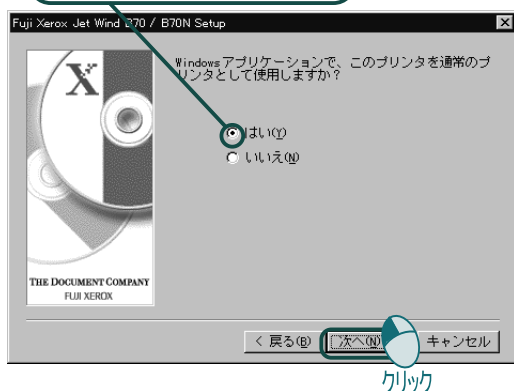 Fuji Xerox Jet Wind B70 / B70N Setup
Windowsアプリケーションで、このプリンタを通常のプ
リンタとして使用しますか？
はい(Y)
いいえ(N)
X
THE DOCUMENT COMPANY
FUJI XEROX
< 戻る(B) 次へ(N) キャンセル
クリック